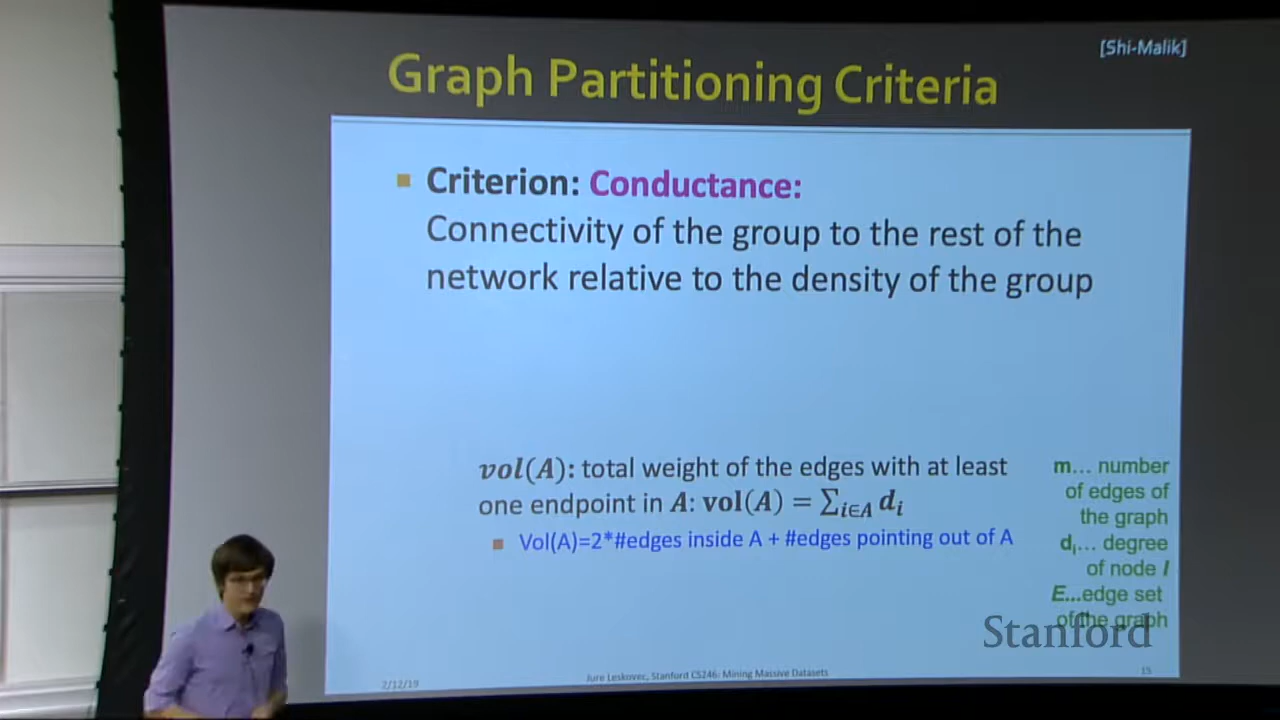 [Shi-Malik]
Graph Partitioning Criteria
Criterion: Conductance:
Connectivity of the group to the rest of the
network relative to the density of the group
vol(A): total weight of the edges with at least
one endpoint in A: vol(A) = ∑i∈A di
Vol(A)=2*#edges inside A + #edges pointing out of A
m... number
of edges of
the graph
di... degree
of node I
E...edge set
of the graph
Stanford
2/12/19
Jure Leskovec, Stanford CS246: Mining Massive Datasets
15